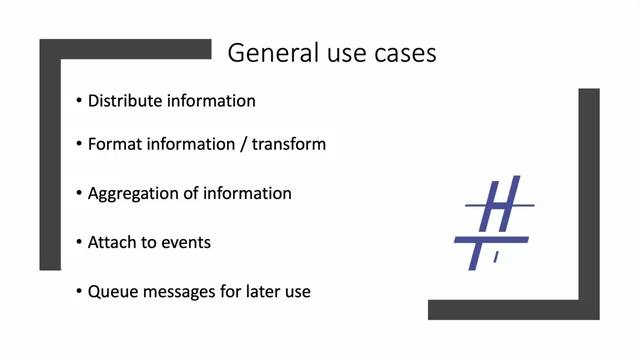 General use cases
• Distribute information
• Format information / transform
• Aggregation of information
• Attach to events
• Queue messages for later use